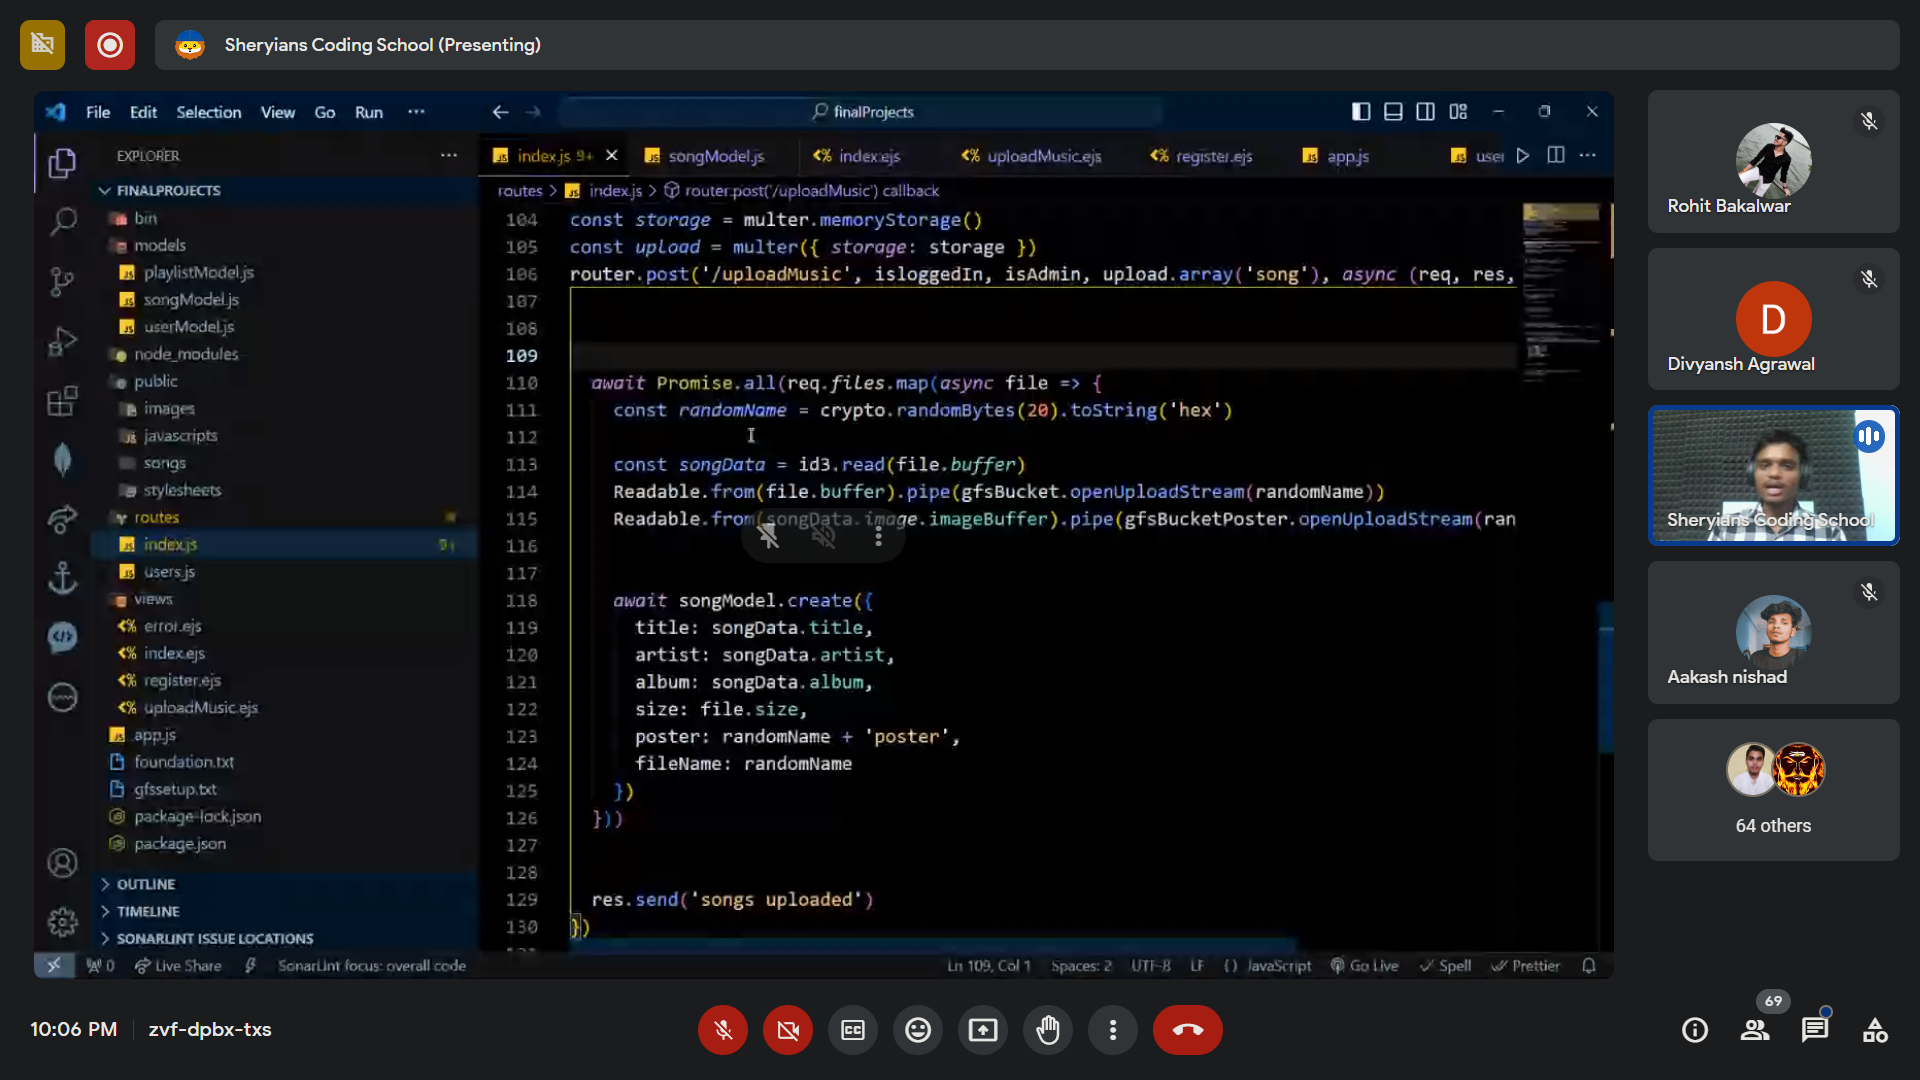 Sheryians Coding School (Presenting)
File Edit Selection View Go Run ···
finalProjects
EXPLORER ···
FINALPROJECTS
bin
models
playlistModel.js
songModel.js
userModel.js
node_modules
public
images
javascripts
songs
stylesheets
routes
index.js 9+
users.js
views
error.ejs
index.ejs
register.ejs
uploadMusic.ejs
app.js
foundation.txt
gfssetup.txt
package-lock.json
package.json
OUTLINE
TIMELINE
SONARLINT ISSUE LOCATIONS
index.js 9+ songModel.js index.ejs uploadMusic.ejs register.ejs app.js user
routes > index.js > router.post('/uploadMusic') callback
104 const storage = multer.memoryStorage()
105 const upload = multer({ storage: storage })
106 router.post('/uploadMusic', isloggedIn, isAdmin, upload.array('song'), async (req, res,
107
108
109
110 await Promise.all(req.files.map(async file => {
111 const randomName = crypto.randomBytes(20).toString('hex')
112
113 const songData = id3.read(file.buffer)
114 Readable.from(file.buffer).pipe(gfsBucket.openUploadStream(randomName))
115 Readable.from(songData.image.imageBuffer).pipe(gfsBucketPoster.openUploadStream(ran
116
117
118 await songModel.create({
119 title: songData.title,
120 artist: songData.artist,
121 album: songData.album,
122 size: file.size,
123 poster: randomName + 'poster',
124 fileName: randomName
125 })
126 }))
127
128
129 res.send('songs uploaded')
130 })
0 Live Share SonarLint focus: overall code
Ln 109, Col 1 Spaces: 2 UTF-8 LF {} JavaScript Go Live Spell Prettier
Rohit Bakalwar
D
Divyansh Agrawal
Sheryians Coding School
Aakash nishad
64 others
10:06 PM | zvf-dpbx-txs
CC
69